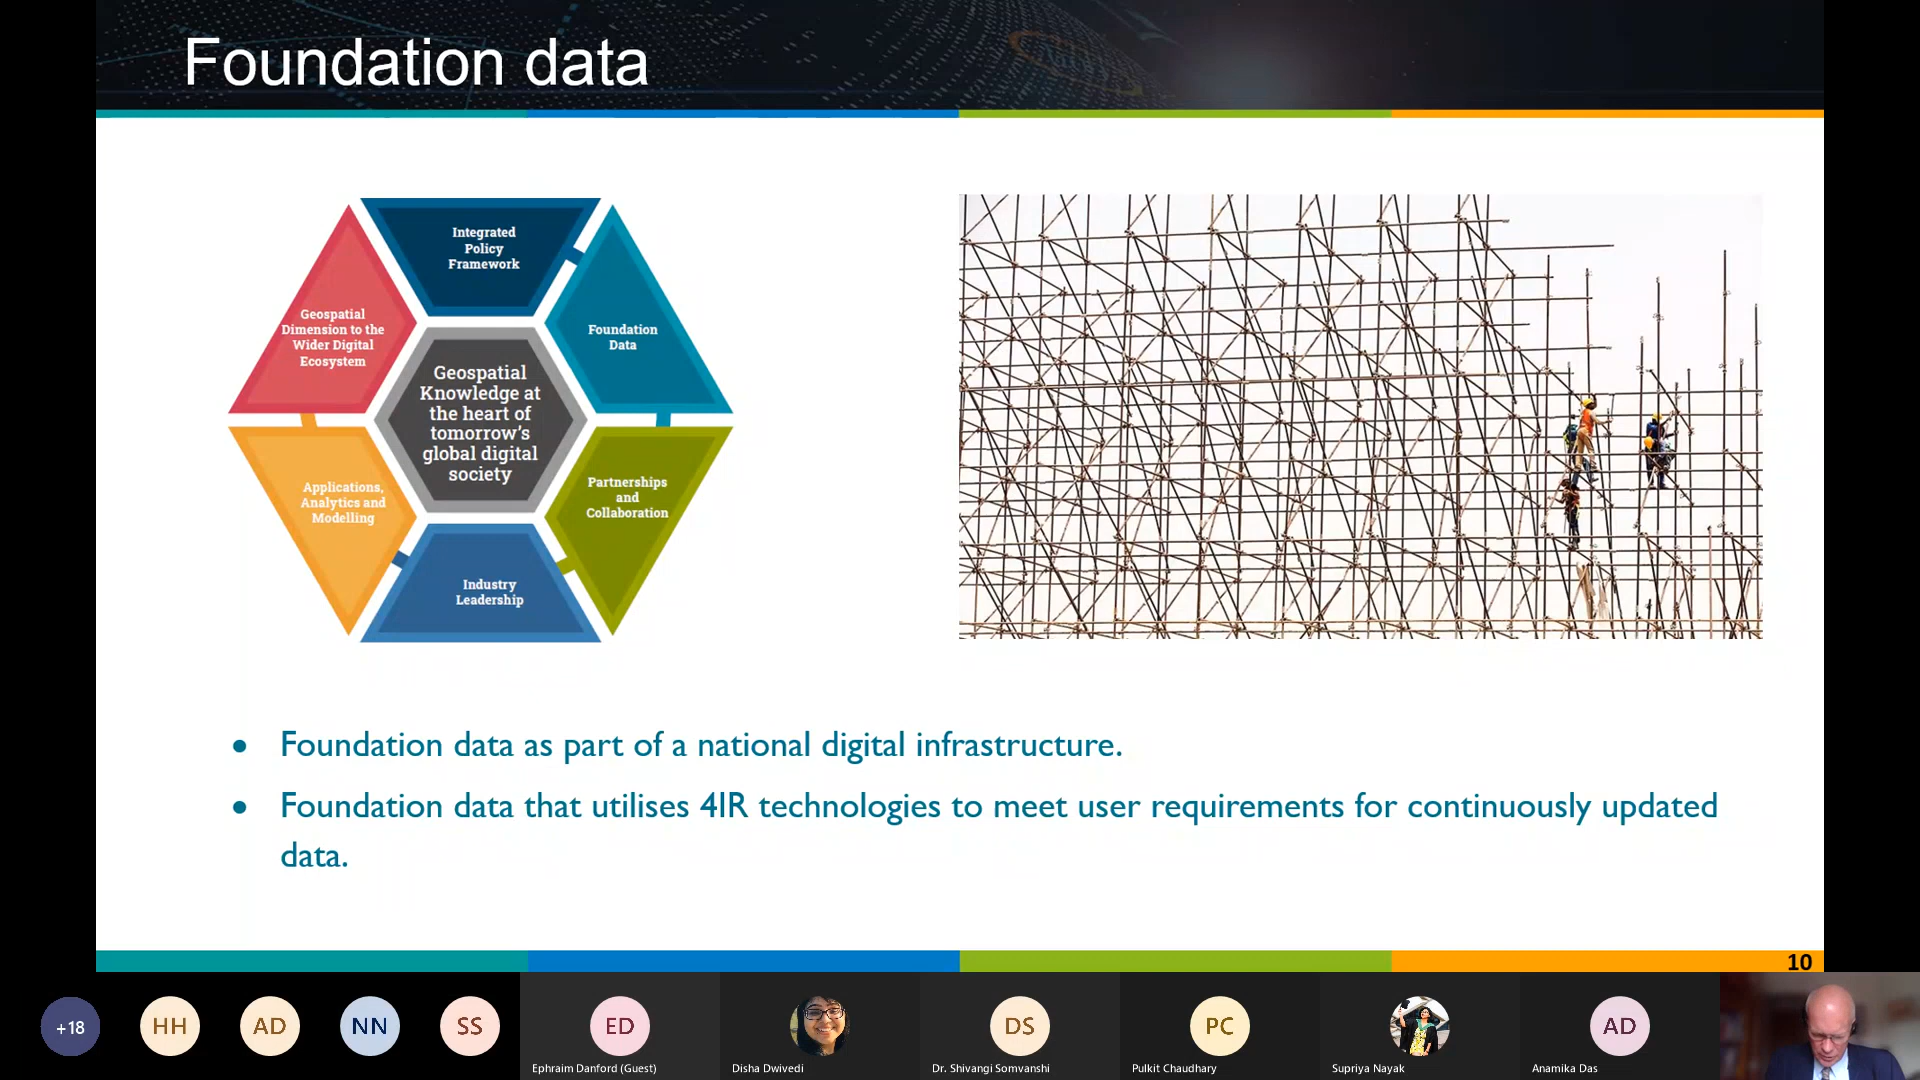 Foundation data
Integrated
Policy
Framework
Geospatial
Dimension to the
Wider Digital
Ecosystem
Foundation
Data
Geospatial
Knowledge at
the heart of
tomorrow's
global digital
society
Applications,
Analytics and
Modelling
Partnerships
and
Collaboration
Industry
Leadership
• Foundation data as part of a national digital infrastructure.
• Foundation data that utilises 4IR technologies to meet user requirements for continuously updated
data.
10
+18
HH
AD
NN
SS
ED
Ephraim Danford (Guest)
Disha Dwivedi
DS
Dr. Shivangi Somvanshi
PC
Pulkit Chaudhary
Supriya Nayak
AD
Anamika Das